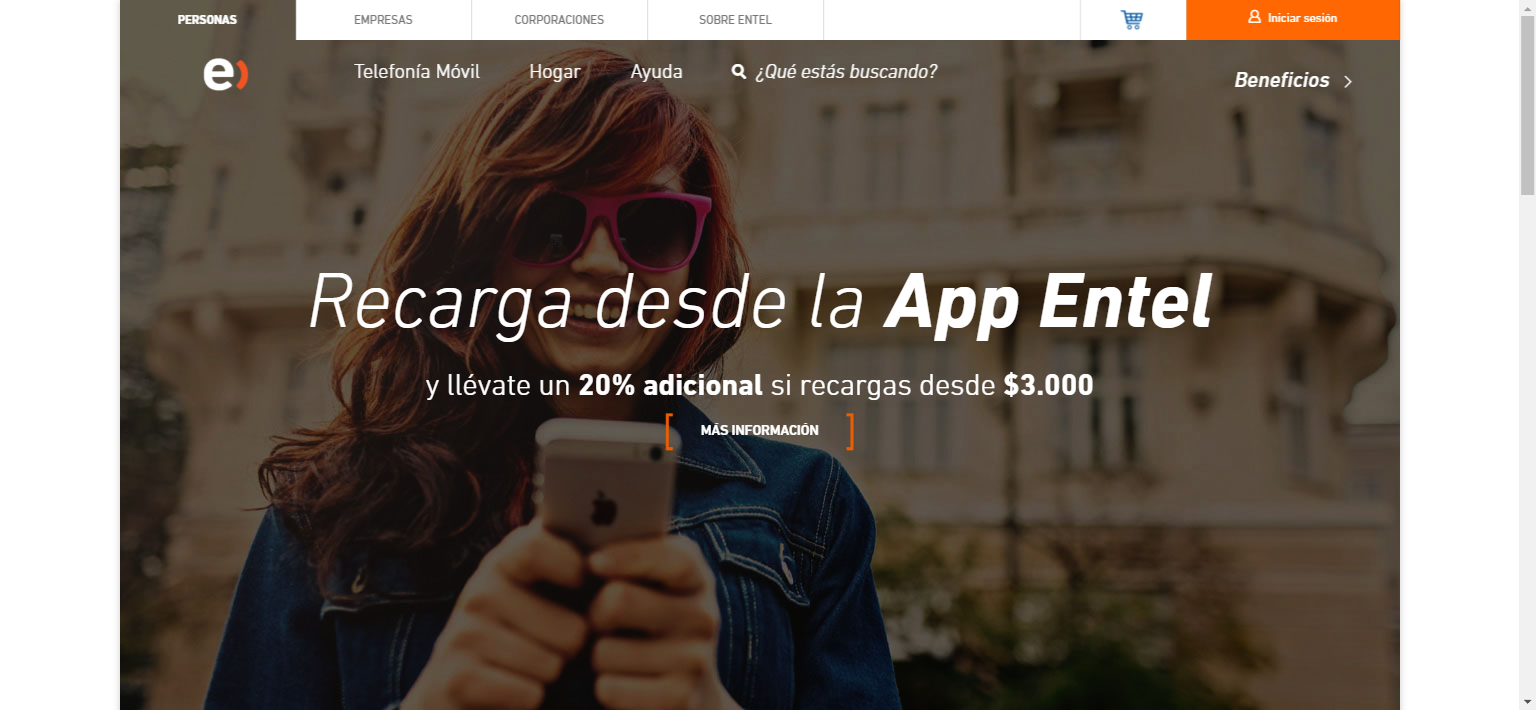 PERSONAS
EMPRESAS
CORPORACIONES
SOBRE ENTEL
Iniciar sesión
e)
Telefonía Móvil
Hogar
Ayuda
¿Qué estás buscando?
Beneficios
Recarga desde la App Entel
y llévate un 20% adicional si recargas desde $3.000
MÁS INFORMACIÓN